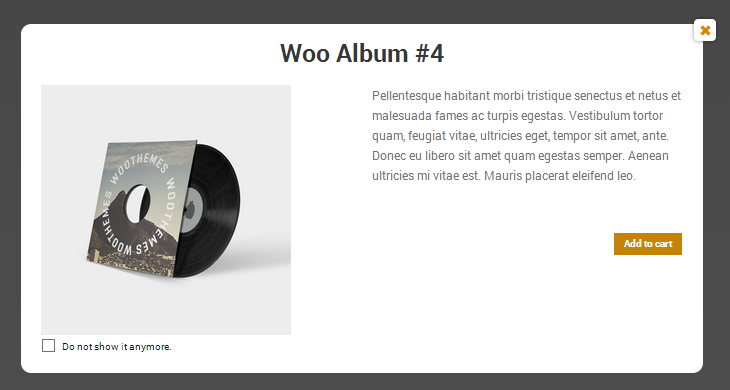 Woo Album #4
WOOTHEMES WOOTHEMES WOOTHEMES
Pellentesque habitant morbi tristique senectus et netus et
malesuada fames ac turpis egestas. Vestibulum tortor
quam, feugiat vitae, ultricies eget, tempor sit amet, ante.
Donec eu libero sit amet quam egestas semper. Aenean
ultricies mi vitae est. Mauris placerat eleifend leo.
Add to cart
Do not show it anymore.